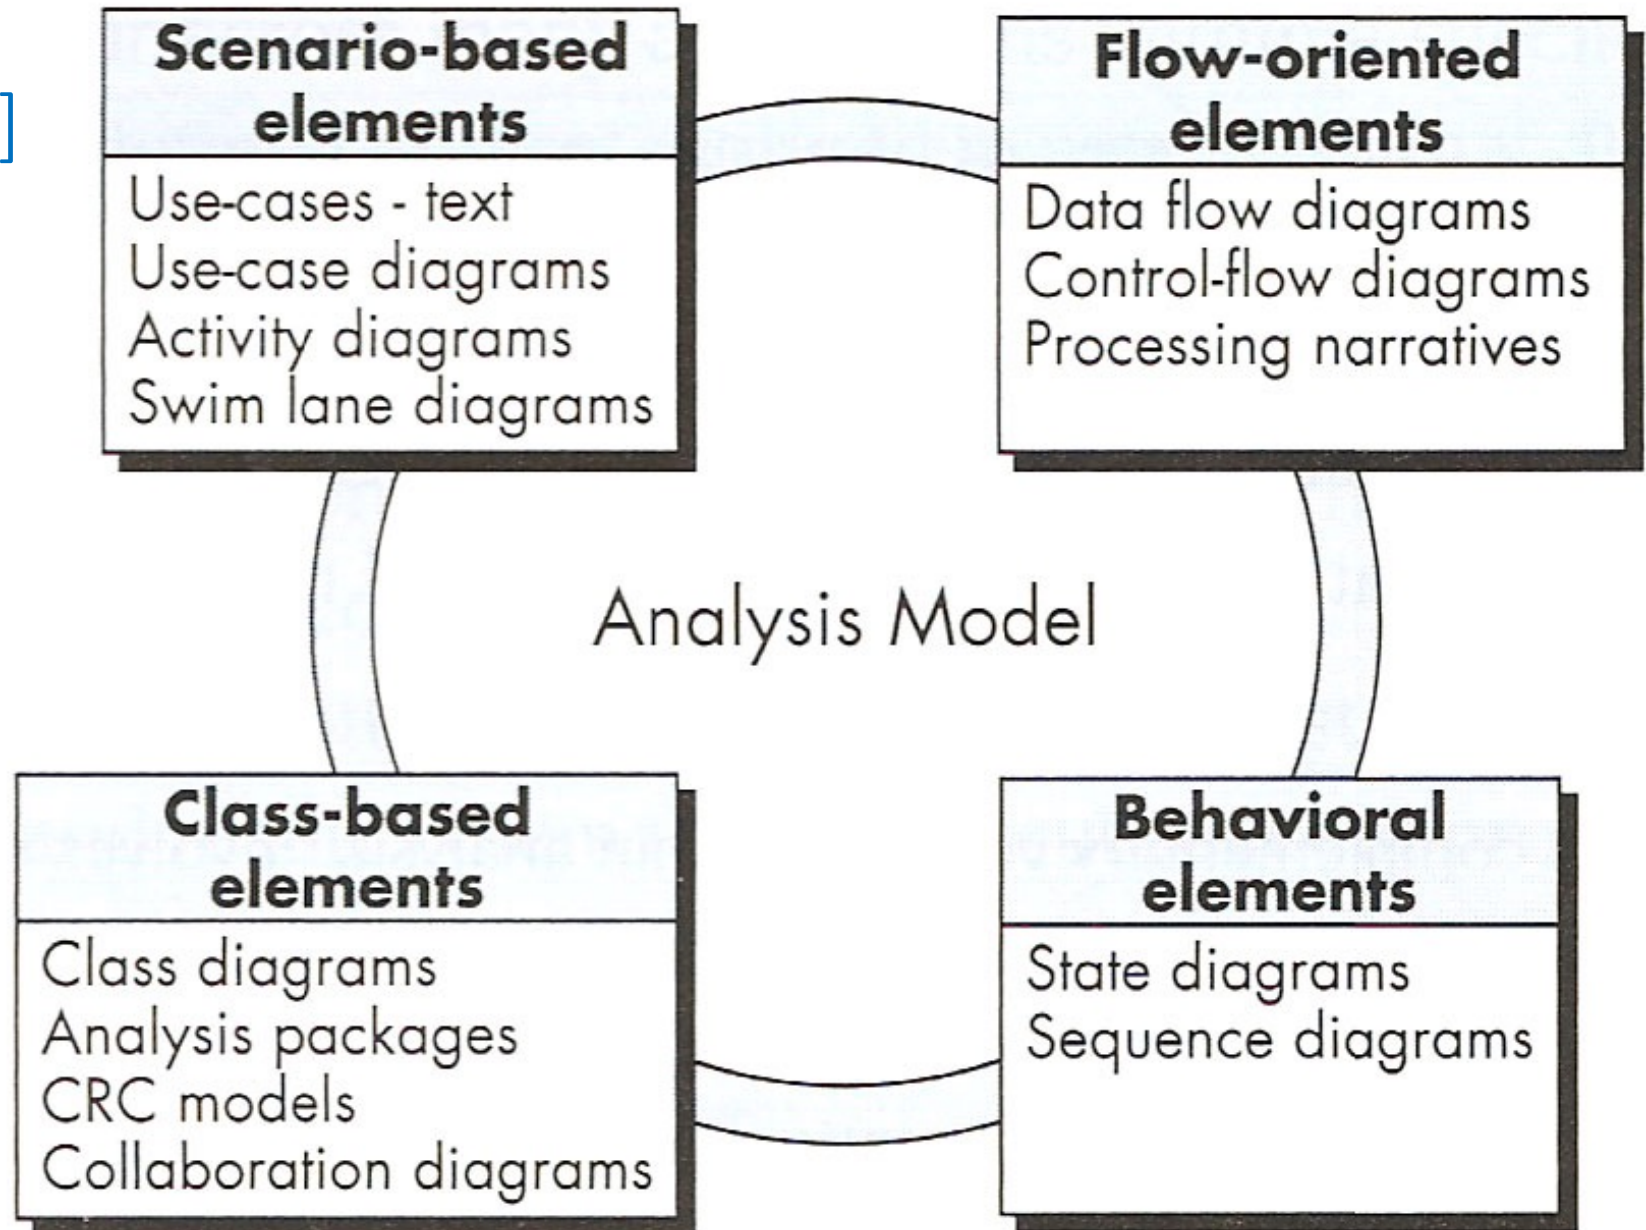 Scenario-based
elements
Use-cases - text
Use-case diagrams
Activity diagrams
Swim lane diagrams
Flow-oriented
elements
Data flow diagrams
Control-flow diagrams
Processing narratives
Analysis Model
Class-based
elements
Class diagrams
Analysis packages
CRC models
Collaboration diagrams
Behavioral
elements
State diagrams
Sequence diagrams
]